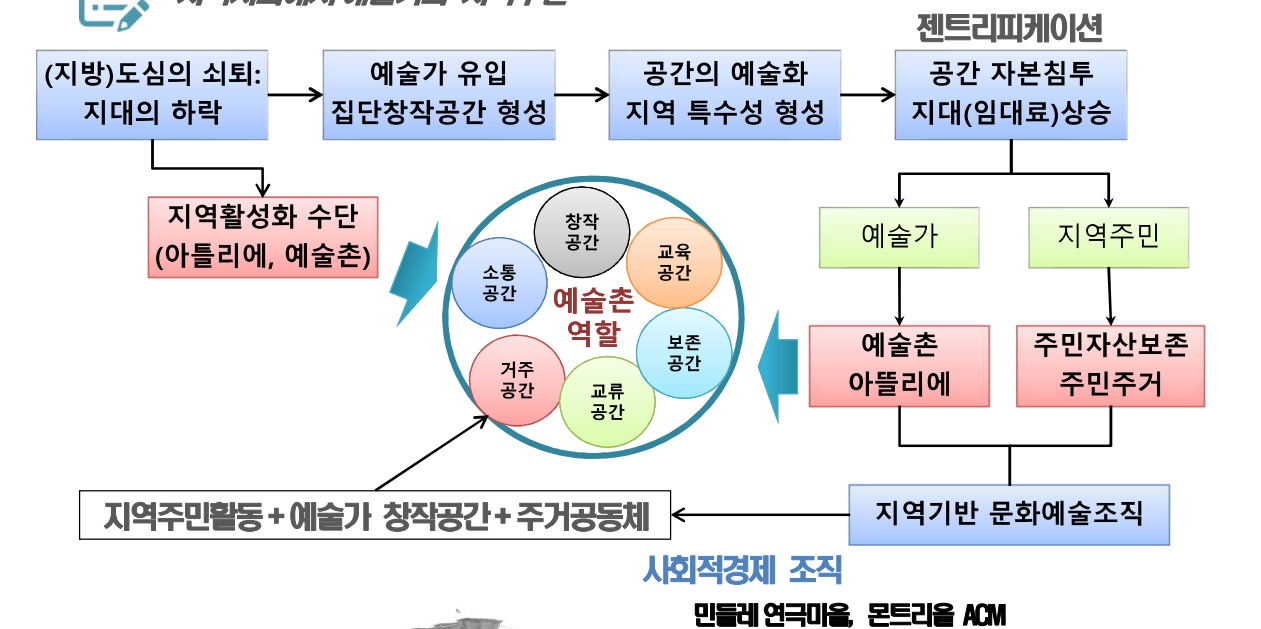 젠트리피케이션
(지방)도심의 쇠퇴:
지대의 하락
예술가 유입
집단창작공간 형성
공간의 예술화
지역 특수성 형성
공간 자본침투
지대(임대료)상승
지역활성화 수단
(아틀리에, 예술촌)
예술가
지역주민
창작
공간
교육
공간
소통
공간
예술촌
역할
보존
공간
거주
공간
교류
공간
예술촌
아뜰리에
주민자산보존
주민주거
지역주민활동 + 예술가 창작공간 + 주거공동체
지역기반 문화예술조직
사회적경제 조직
민들레 연극마을, 몬트리올 ACM